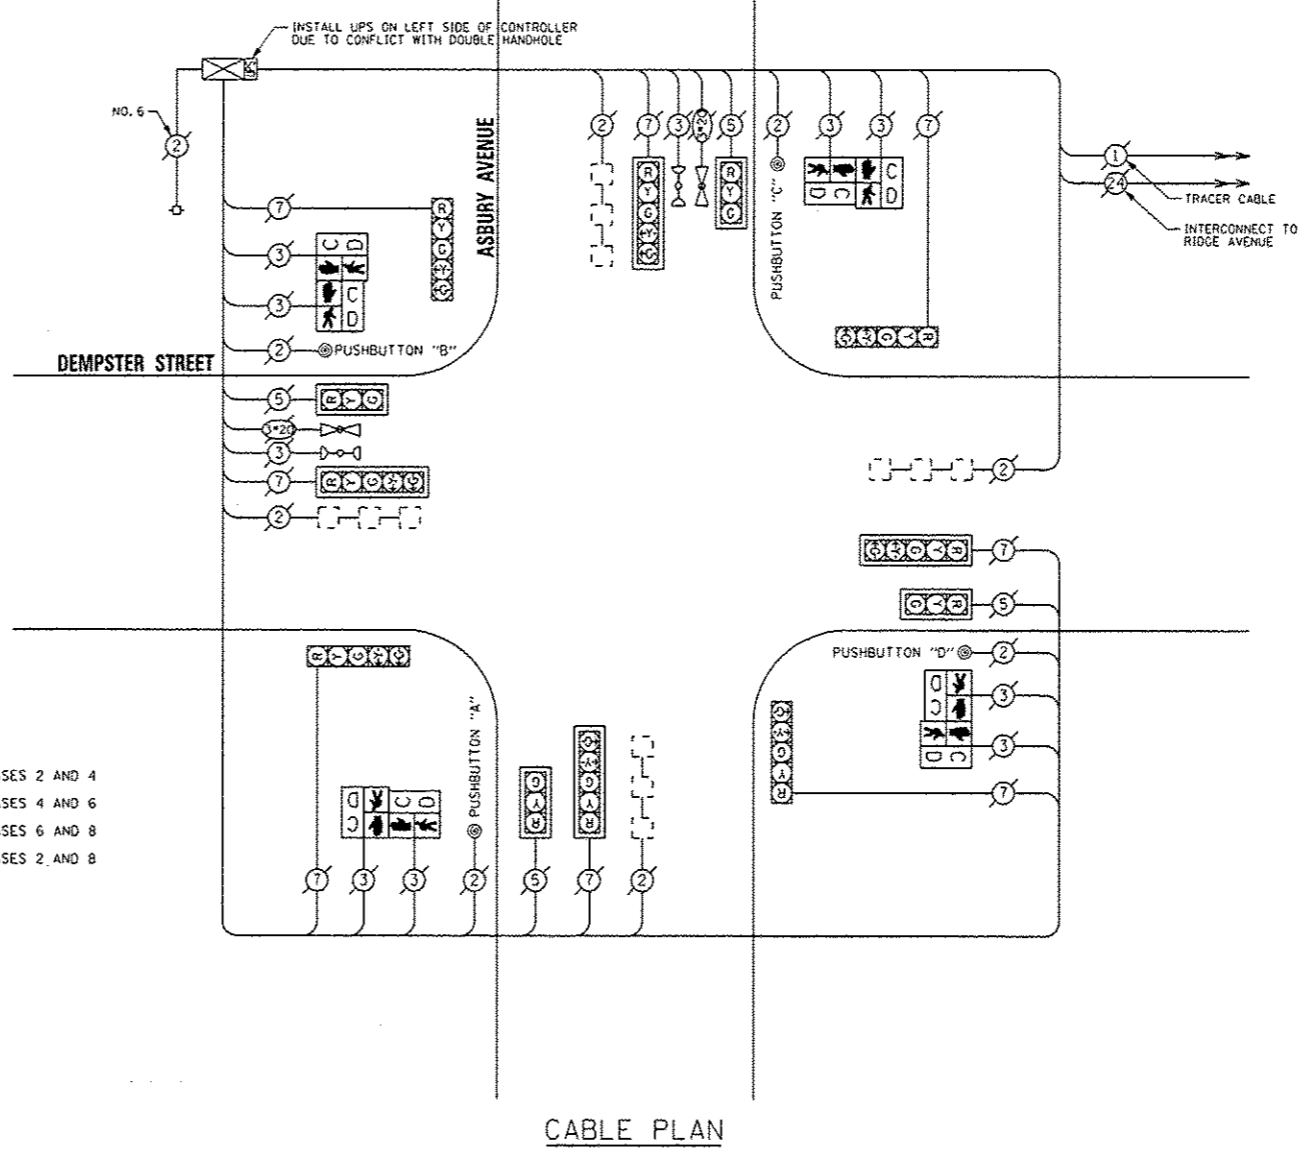 INSTALL UPS ON LEFT SIDE OF CONTROLLER
DUE TO CONFLICT WITH DOUBLE HANDHOLE
NO. 6
2
ASBURY AVENUE
2
7
3
3*20
5
2
3
3
7
R
Y
G
Y
G
R
Y
G
PUSHBUTTON "C"
C
D
C
D
R
Y
G
Y
G
1
24
TRACER CABLE
INTERCONNECT TO
RIDGE AVENUE
7
R
Y
G
Y
G
3
C D
3
C
D
2
PUSHBUTTON "B"
DEMPSTER STREET
5
R Y G
3*20
3
7
R Y G Y G
2
2
G Y G Y R
7
G Y R
5
PUSHBUTTON "D"
2
D
C
3
D C
3
G
Y
G
Y
R
7
R Y G Y G
D
C
C D
PUSHBUTTON "A"
G
Y
R
G
Y
G
Y
R
7
3
3
2
5
7
2
SES 2 AND 4
SES 4 AND 6
SES 6 AND 8
SES 2 AND 8
CABLE PLAN